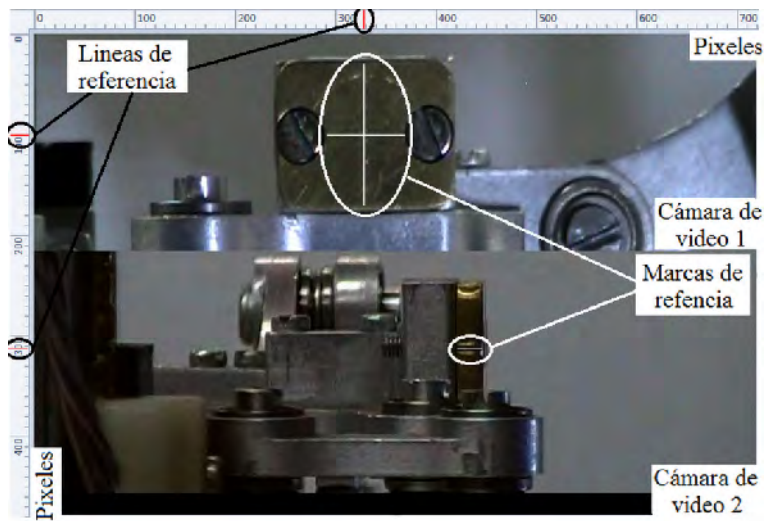 0 100 200 300 400 500 600 700
Pixeles
Lineas de
referencia
0
100
200
300
400
Cámara de
video 1
Marcas de
refencia
Pixeles
Cámara de
video 2